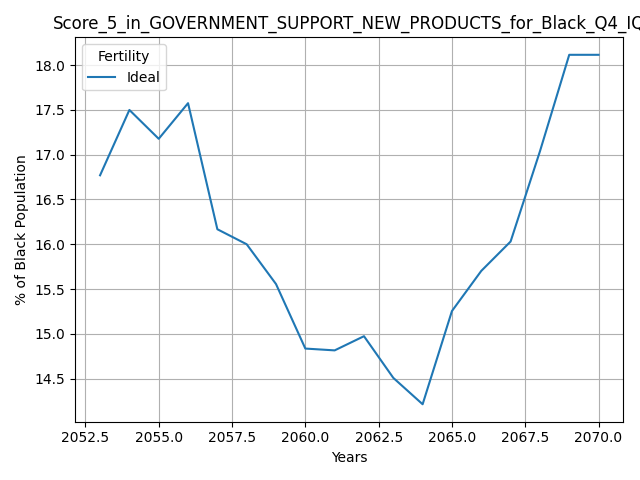 Score_5_in_GOVERNMENT_SUPPORT_NEW_PRODUCTS_for_Black_Q4_IQ
Fertility
Ideal
18.0
17.5
17.0
16.5
16.0
15.5
15.0
14.5
% of Black Population
2052.5 2055.0 2057.5 2060.0 2062.5 2065.0 2067.5 2070.0
Years